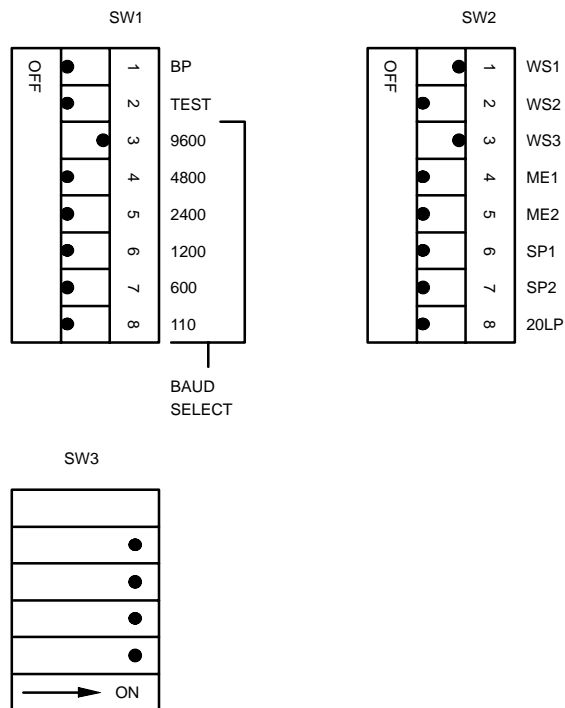 SW1
OFF
1 BP
2 TEST
3 9600
4 4800
5 2400
6 1200
7 600
8 110
BAUD
SELECT
SW2
OFF
1 WS1
2 WS2
3 WS3
4 ME1
5 ME2
6 SP1
7 SP2
8 20LP
SW3
ON